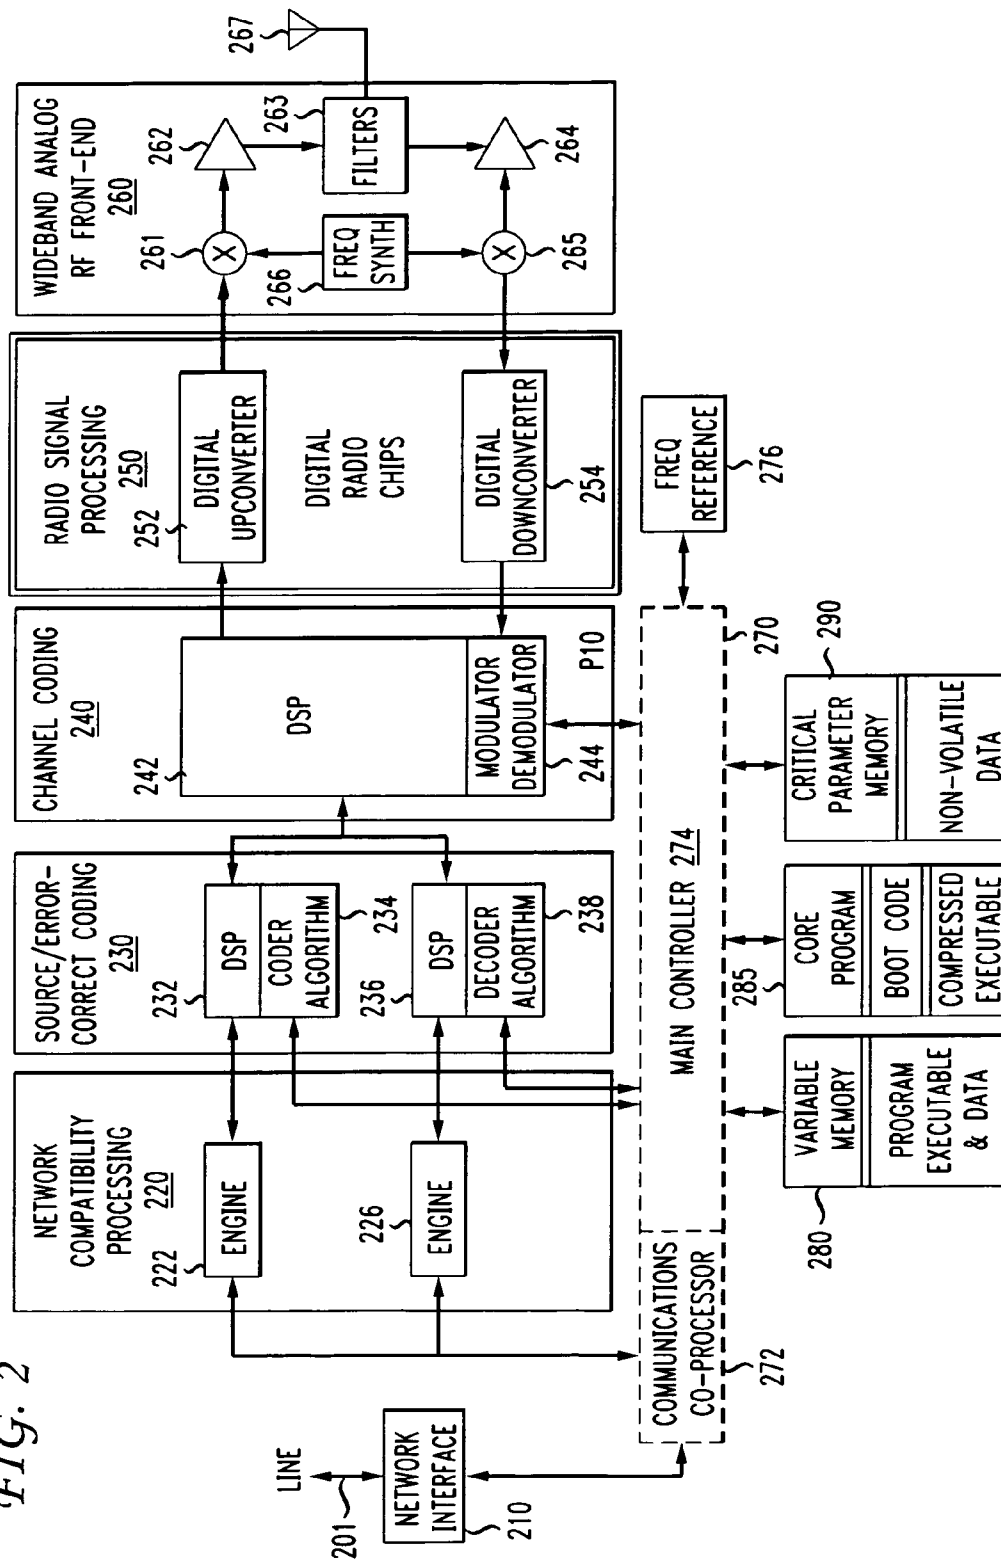 FIG. 2
LINE
201
NETWORK
INTERFACE
210
NETWORK
COMPATIBILITY
PROCESSING
220
222
ENGINE
226
ENGINE
SOURCE/ERROR-
CORRECT CODING
230
232
DSP
CODER
ALGORITHM
234
236
DSP
DECODER
ALGORITHM
238
CHANNEL CODING
240
242
DSP
MODULATOR
DEMODULATOR
244
P10
RADIO SIGNAL
PROCESSING
250
252
DIGITAL
UPCONVERTER
DIGITAL
RADIO
CHIPS
DIGITAL
DOWNCONVERTER
254
WIDEBAND ANALOG
RF FRONT-END
260
261
X
262
263
FILTERS
266
FREQ
SYNTH
264
X
265
267
COMMUNICATIONS
CO-PROCESSOR
272
MAIN CONTROLLER 274
270
FREQ
REFERENCE
276
280
VARIABLE
MEMORY
PROGRAM
EXECUTABLE
& DATA
285
CORE
PROGRAM
BOOT CODE
COMPRESSED
EXECUTABLE
290
CRITICAL
PARAMETER
MEMORY
NON-VOLATILE
DATA